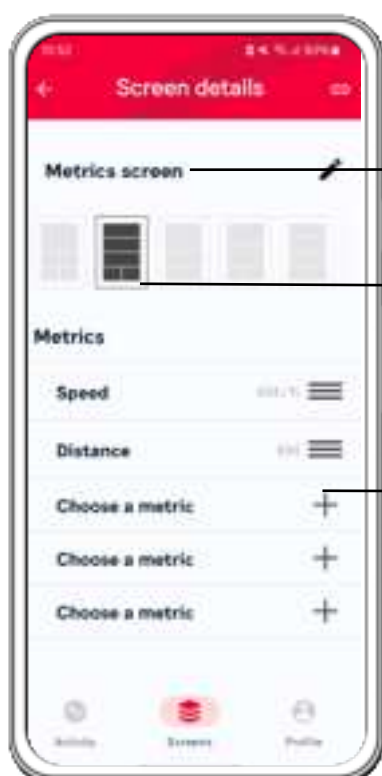 Screen details
Metrics screen
Metrics
Speed
Distance
Choose a metric
Choose a metric
Choose a metric
Activity
Screens
Profile